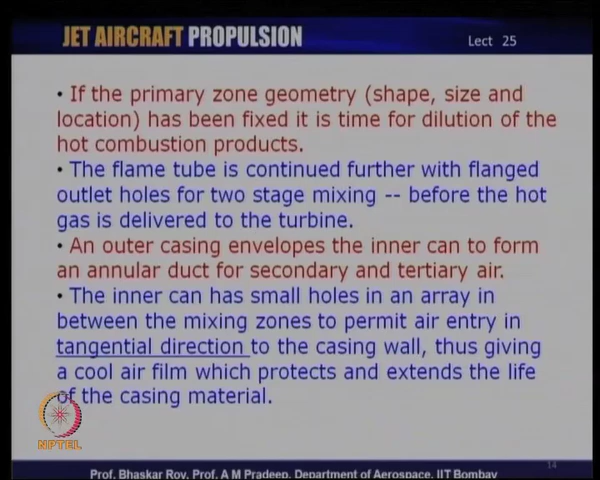 JET AIRCRAFT PROPULSION
Lect 25
• If the primary zone geometry (shape, size and
location) has been fixed it is time for dilution of the
hot combustion products.
• The flame tube is continued further with flanged
outlet holes for two stage mixing -- before the hot
gas is delivered to the turbine.
• An outer casing envelopes the inner can to form
an annular duct for secondary and tertiary air.
• The inner can has small holes in an array in
between the mixing zones to permit air entry in
tangential direction to the casing wall, thus giving
a cool air film which protects and extends the life
of the casing material.
NPTEL
14
Prof. Bhaskar Roy, Prof. A M Pradeep, Department of Aerospace, IIT Bombay